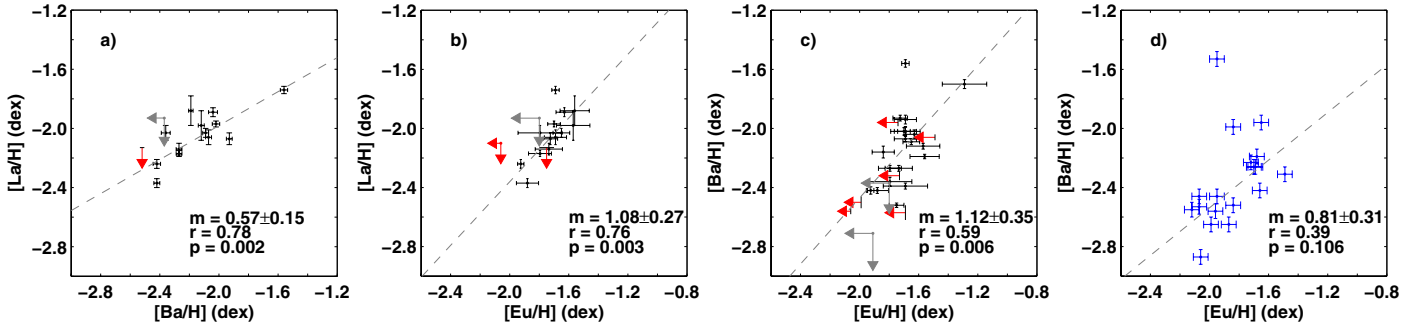 a)
[La/H] (dex)
−1.2
−1.6
−2.0
−2.4
−2.8
m = 0.57±0.15
r = 0.78
p = 0.002
−2.8 −2.4 −2.0 −1.6 −1.2
[Ba/H] (dex)
b)
[La/H] (dex)
−1.2
−1.6
−2.0
−2.4
−2.8
m = 1.08±0.27
r = 0.76
p = 0.003
−2.4 −2.0 −1.6 −1.2 −0.8
[Eu/H] (dex)
c)
[Ba/H] (dex)
−1.2
−1.6
−2.0
−2.4
−2.8
m = 1.12±0.35
r = 0.59
p = 0.006
−2.4 −2.0 −1.6 −1.2 −0.8
[Eu/H] (dex)
d)
[Ba/H] (dex)
−1.2
−1.6
−2.0
−2.4
−2.8
m = 0.81±0.31
r = 0.39
p = 0.106
−2.4 −2.0 −1.6 −1.2 −0.8
[Eu/H] (dex)